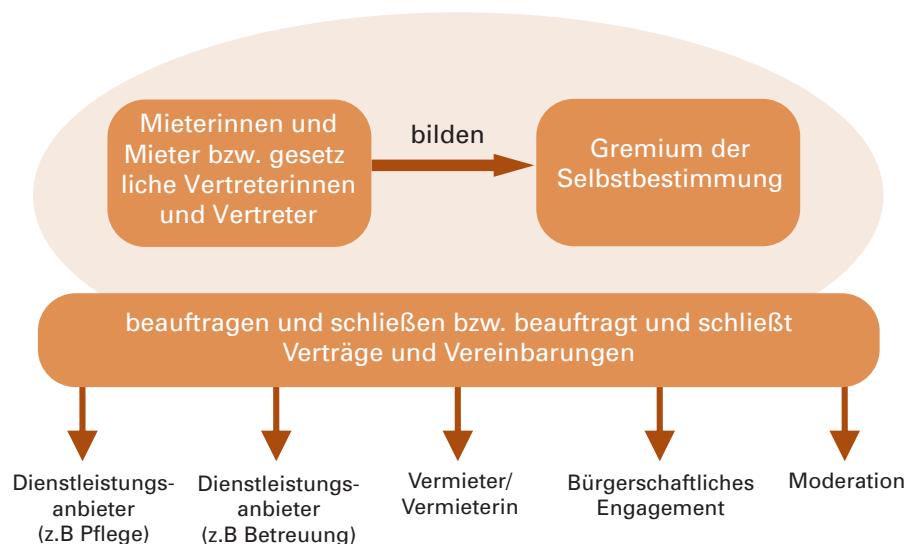 Mieterinnen und
Mieter bzw. gesetz
liche Vertreterinnen
und Vertreter
bilden
Gremium der
Selbstbestimmung
beauftragen und schließen bzw. beauftragt und schließt
Verträge und Vereinbarungen
Dienstleistungs-
anbieter
(z.B Pflege)
Dienstleistungs-
anbieter
(z.B Betreuung)
Vermieter/
Vermieterin
Bürgerschaftliches
Engagement
Moderation